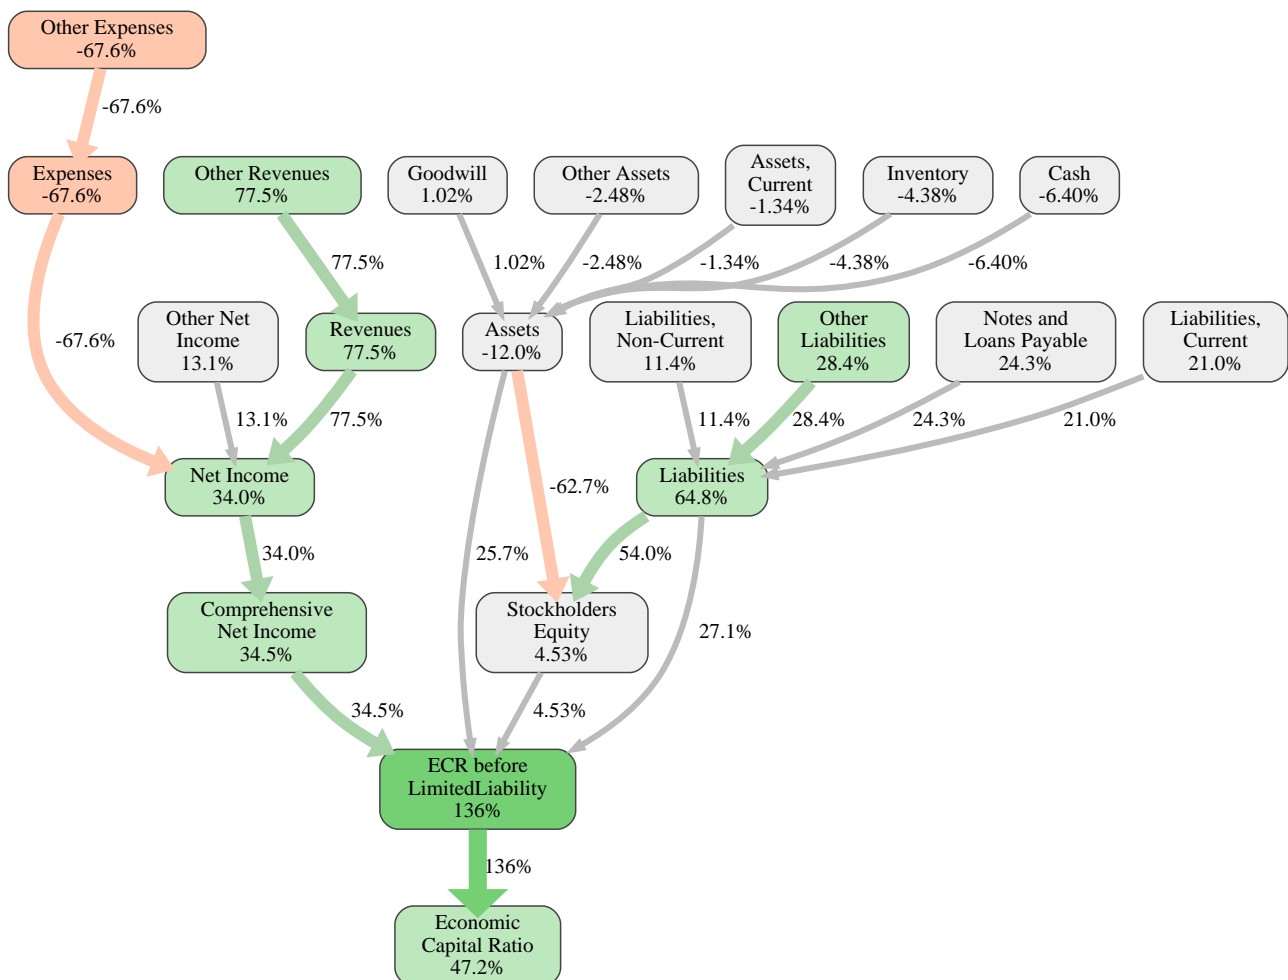 Other Expenses
-67.6%
-67.6%
Expenses
-67.6%
Other Revenues
77.5%
Goodwill
1.02%
Other Assets
-2.48%
Assets,
Current
-1.34%
Inventory
-4.38%
Cash
-6.40%
77.5%
1.02%
-2.48%
-1.34%
-4.38%
-6.40%
-67.6%
Other Net
Income
13.1%
Revenues
77.5%
Assets
-12.0%
Liabilities,
Non-Current
11.4%
Other
Liabilities
28.4%
Notes and
Loans Payable
24.3%
Liabilities,
Current
21.0%
13.1%
77.5%
11.4%
28.4%
24.3%
21.0%
Net Income
34.0%
-62.7%
Liabilities
64.8%
34.0%
25.7%
54.0%
Comprehensive
Net Income
34.5%
Stockholders
Equity
4.53%
27.1%
34.5%
4.53%
ECR before
LimitedLiability
136%
136%
Economic
Capital Ratio
47.2%